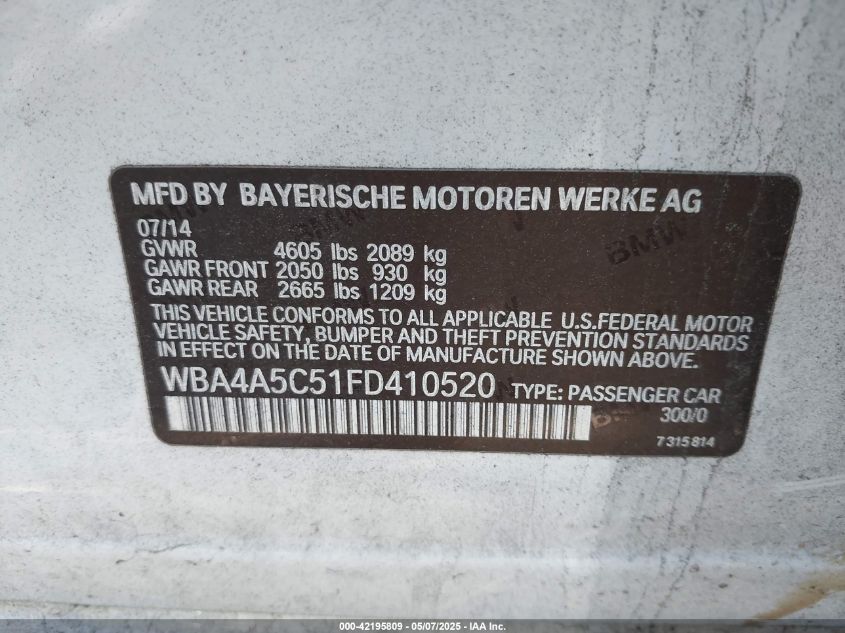 MFD BY BAYERISCHE MOTOREN WERKE AG
07/14
GVWR 4605 lbs 2089 kg
GAWR FRONT 2050 lbs 930 kg
GAWR REAR 2665 lbs 1209 kg
THIS VEHICLE CONFORMS TO ALL APPLICABLE U.S.FEDERAL MOTOR
VEHICLE SAFETY, BUMPER AND THEFT PREVENTION STANDARDS
IN EFFECT ON THE DATE OF MANUFACTURE SHOWN ABOVE.
WBA4A5C51FD410520 TYPE: PASSENGER CAR
300/0
7315814
BMW
000-42195809 - 05/07/2025 - IAA Inc.